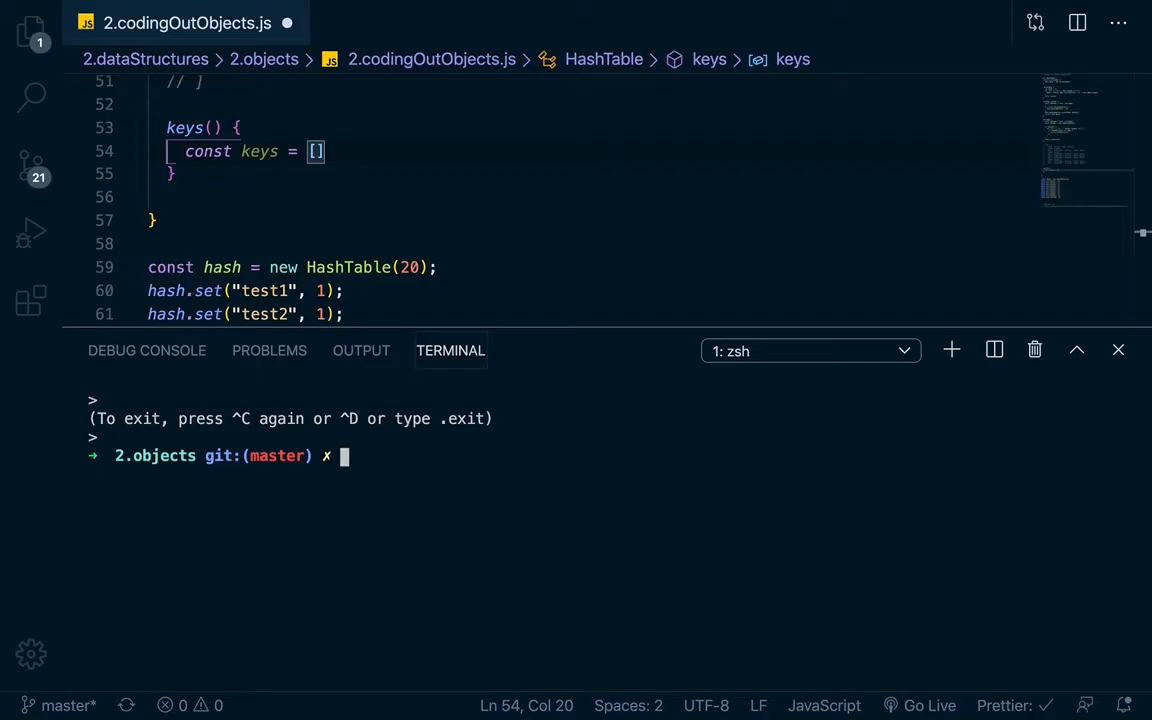 JS 2.codingOutObjects.js
1
2.dataStructures > 2.objects > JS 2.codingOutObjects.js > HashTable > keys > keys
51 // ]
52
53 keys() {
54 const keys = []
55 }
56
57 }
58
59 const hash = new HashTable(20);
60 hash.set("test1", 1);
61 hash.set("test2", 1);
21
DEBUG CONSOLE PROBLEMS OUTPUT TERMINAL 1: zsh
>
(To exit, press ^C again or ^D or type .exit)
>
→ 2.objects git:(master) ✗
master* 0 0 Ln 54, Col 20 Spaces: 2 UTF-8 LF JavaScript Go Live Prettier: ✓